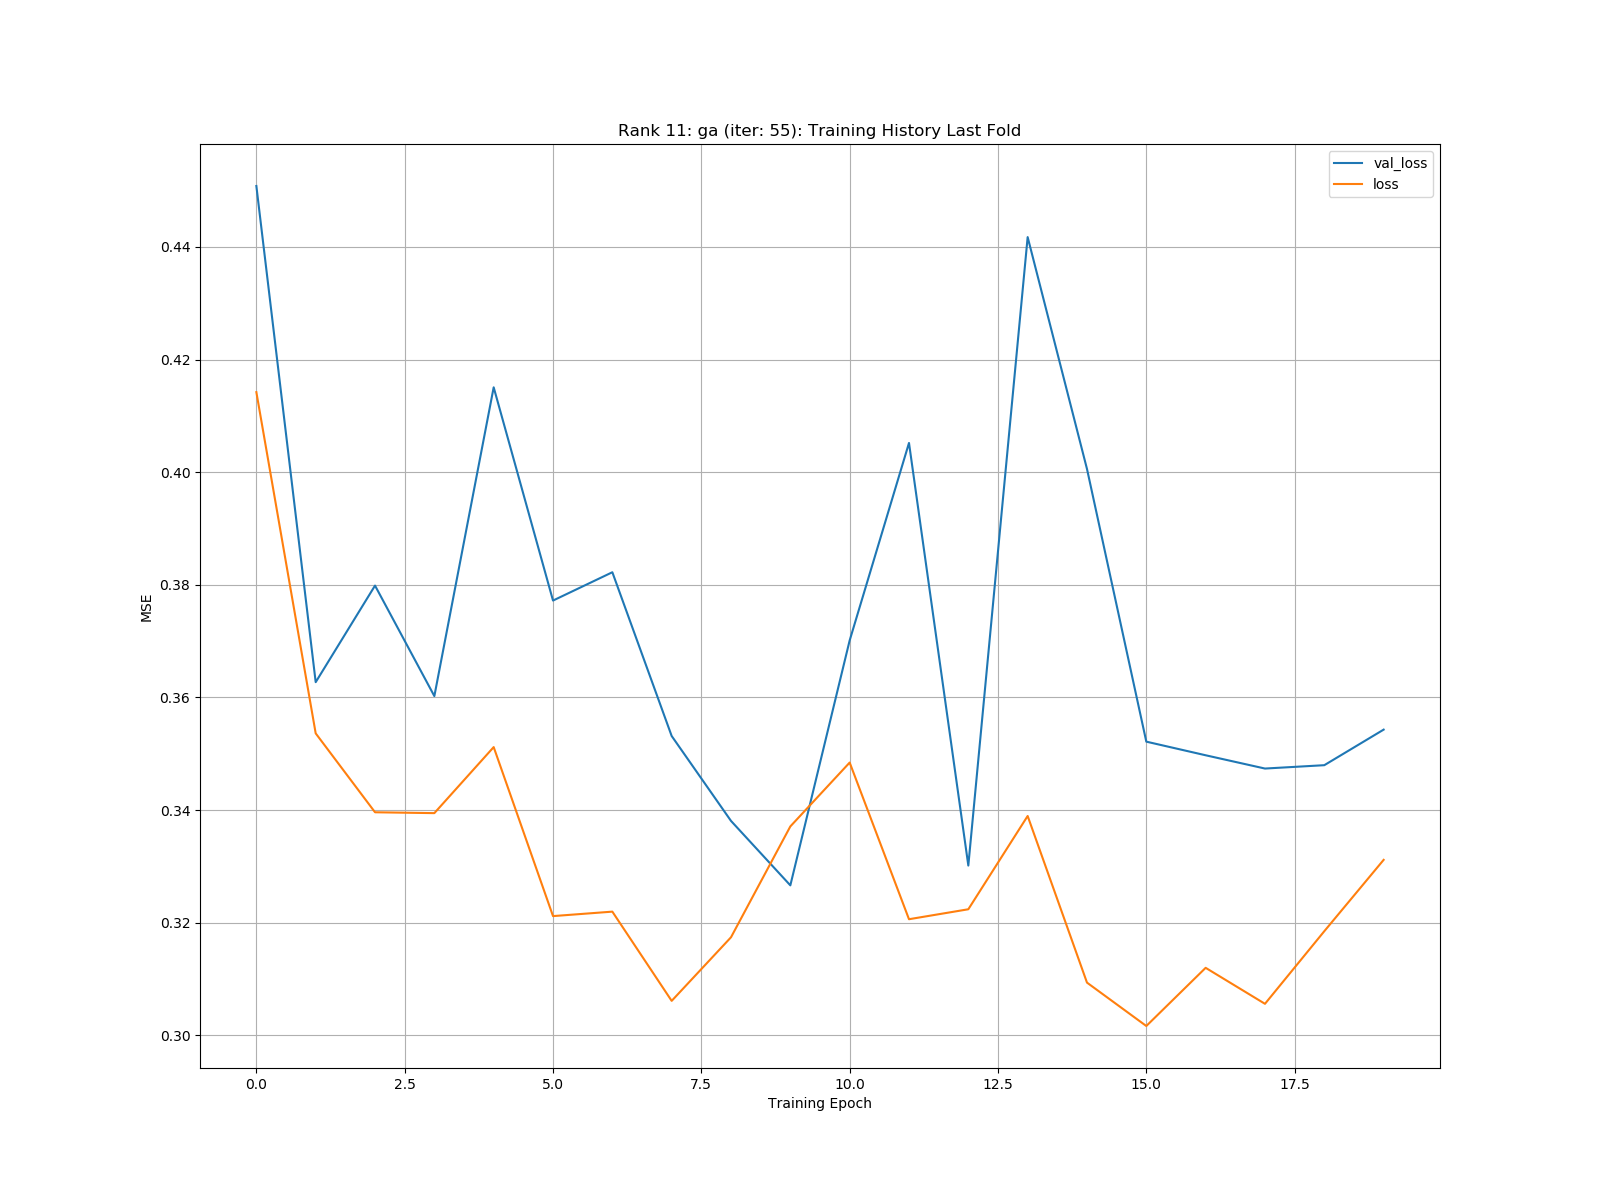 Rank 11: ga (iter: 55): Training History Last Fold
val_loss
loss
MSE
0.44
0.42
0.40
0.38
0.36
0.34
0.32
0.30
0.0 2.5 5.0 7.5 10.0 12.5 15.0 17.5
Training Epoch